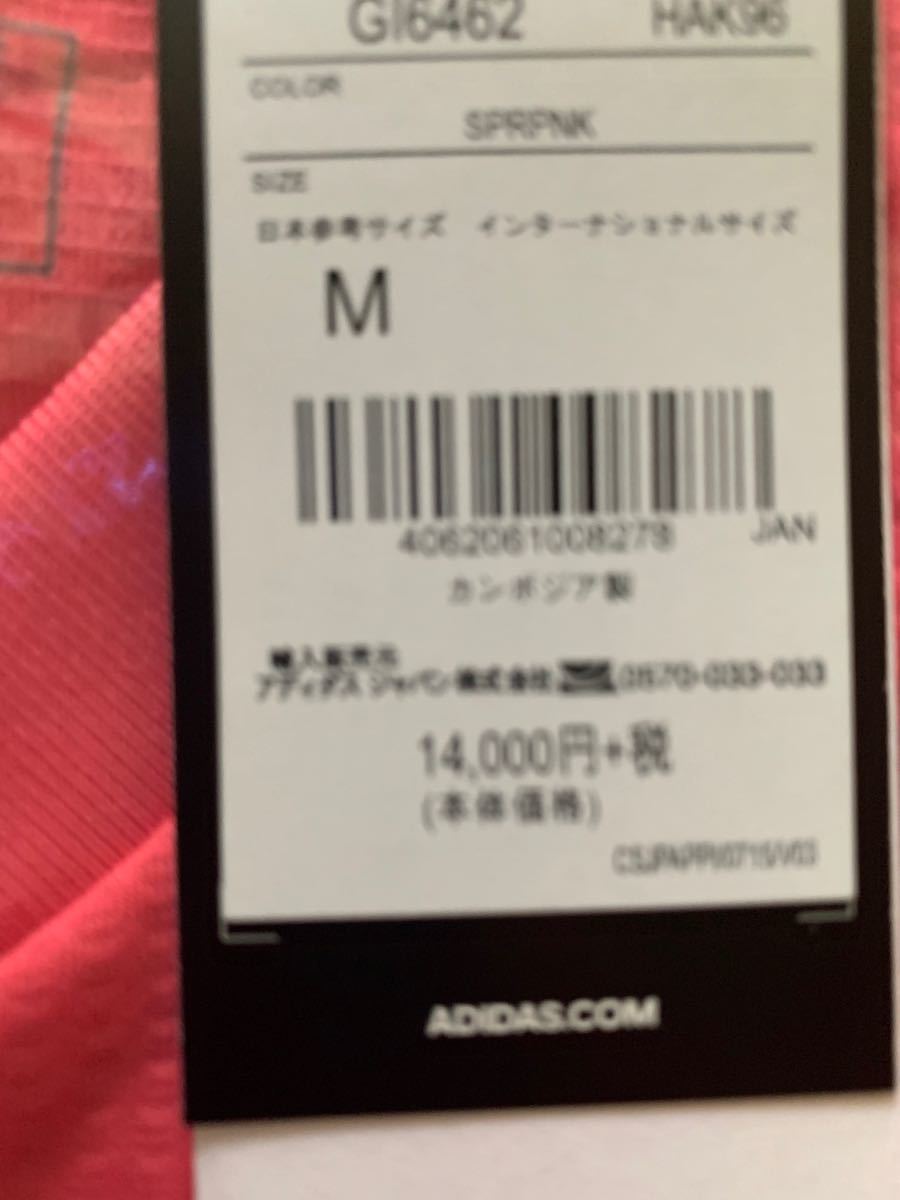 GI6462 HAK96
COLOR
SPRPNK
SIZE
日本参考サイズ インターナショナルサイズ
M
4062061008278 JAN
カンボジア製
輸入販売元
アディダス ジャパン株式会社 0570-033-033
14,000円+税
(本体価格)
ADIDAS.COM